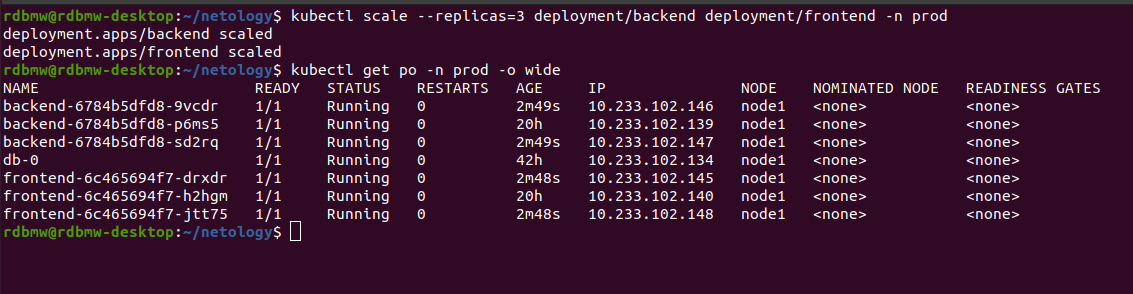 rdbmw@rdbmw-desktop:~/netology$ kubectl scale --replicas=3 deployment/backend deployment/frontend -n prod
deployment.apps/backend scaled
deployment.apps/frontend scaled
rdbmw@rdbmw-desktop:~/netology$ kubectl get po -n prod -o wide
NAME                        READY   STATUS    RESTARTS   AGE     IP               NODE    NOMINATED NODE   READINESS GATES
backend-6784b5dfd8-9vcdr    1/1     Running   0          2m49s   10.233.102.146   node1   <none>           <none>
backend-6784b5dfd8-p6ms5    1/1     Running   0          20h     10.233.102.139   node1   <none>           <none>
backend-6784b5dfd8-sd2rq    1/1     Running   0          2m49s   10.233.102.147   node1   <none>           <none>
db-0                        1/1     Running   0          42h     10.233.102.134   node1   <none>           <none>
frontend-6c465694f7-drxdr   1/1     Running   0          2m48s   10.233.102.145   node1   <none>           <none>
frontend-6c465694f7-h2hgm   1/1     Running   0          20h     10.233.102.140   node1   <none>           <none>
frontend-6c465694f7-jtt75   1/1     Running   0          2m48s   10.233.102.148   node1   <none>           <none>
rdbmw@rdbmw-desktop:~/netology$